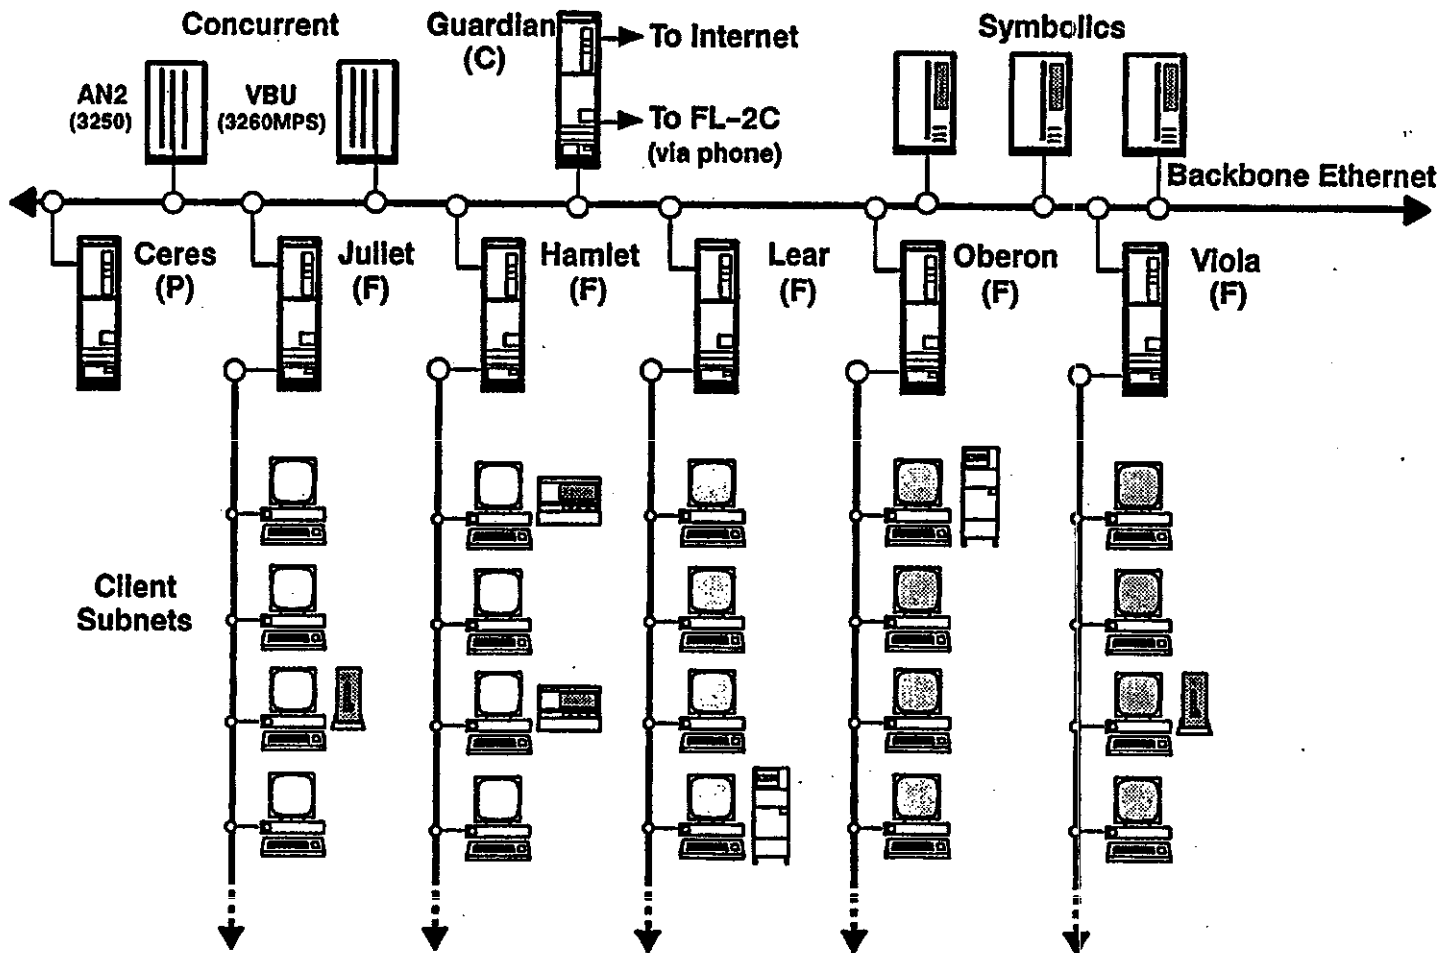 Concurrent
Guardian
(C)
To Internet
Symbolics
AN2
(3250)
VBU
(3260MPS)
To FL-2C
(via phone)
Backbone Ethernet
Ceres
(P)
Juliet
(F)
Hamlet
(F)
Lear
(F)
Oberon
(F)
Viola
(F)
Client
Subnets